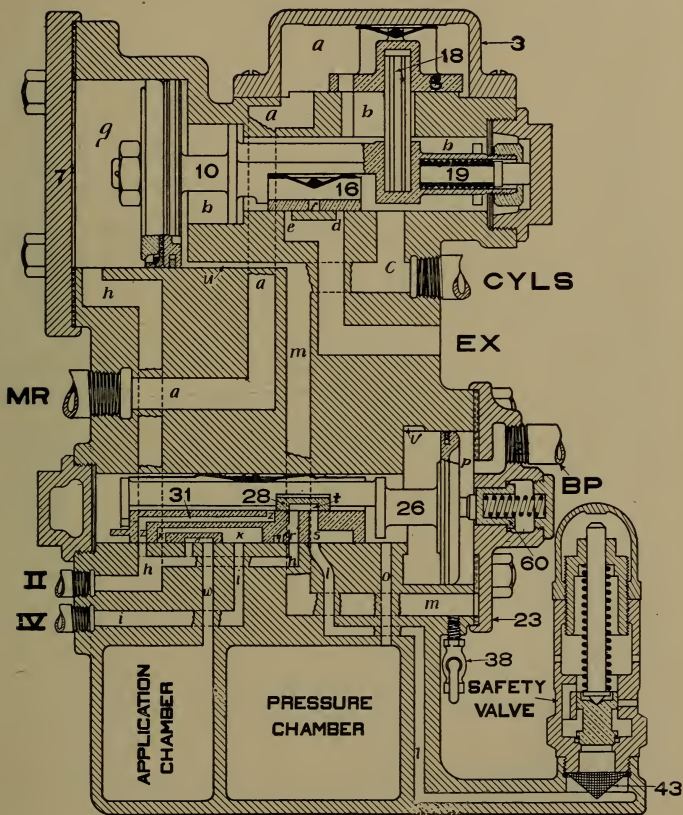 a
3
18
g
a
b
b
7
10
19
16
b
r
e
d
c
CYLS
h
u
a
m
EX
MR
a
v
p
BP
31
28
t
26
60
II
h
k
s
w
i
l
h
o
m
IV
i
23
38
APPLICATION CHAMBER
PRESSURE CHAMBER
SAFETY VALVE
l
43